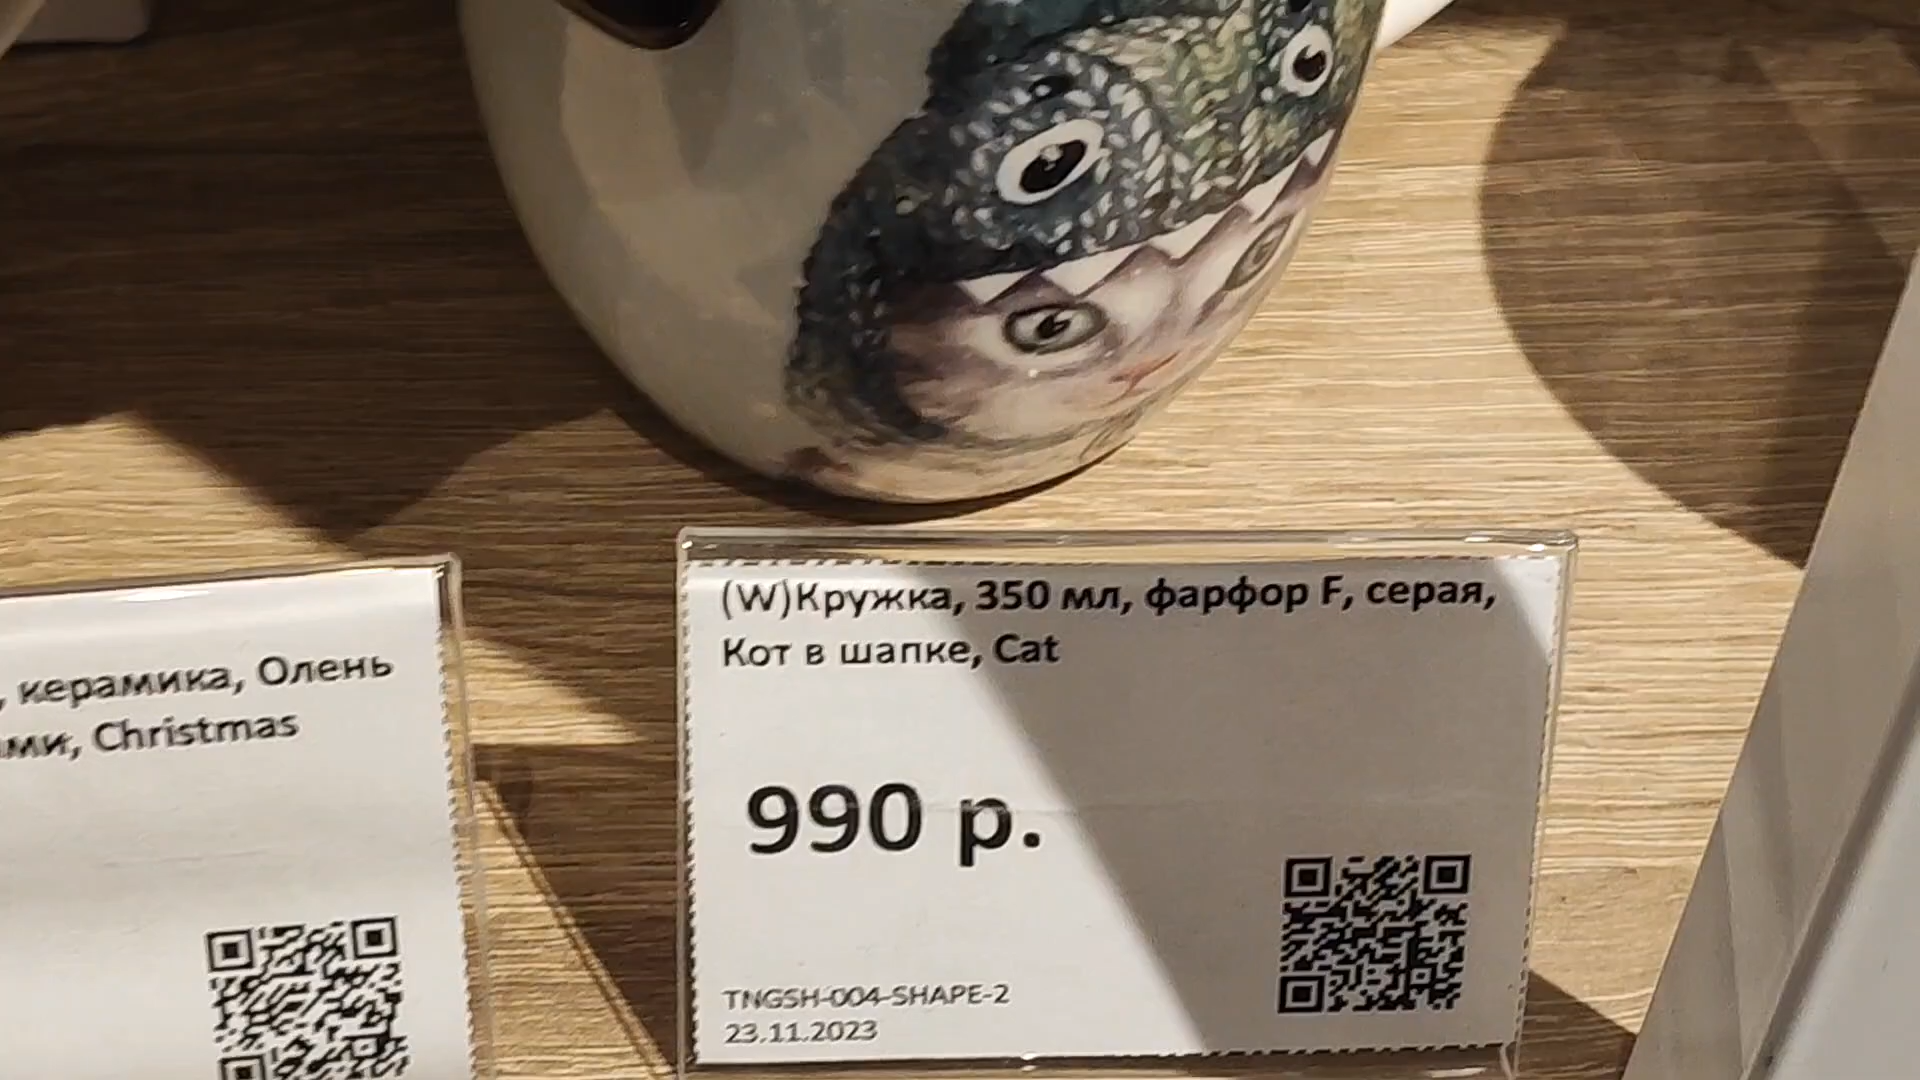 , керамика, Олень
ми, Christmas
(W)Кружка, 350 мл, фарфор F, серая,
Кот в шапке, Cat
990 р.
TNGSH-004-SHAPE-2
23.11.2023